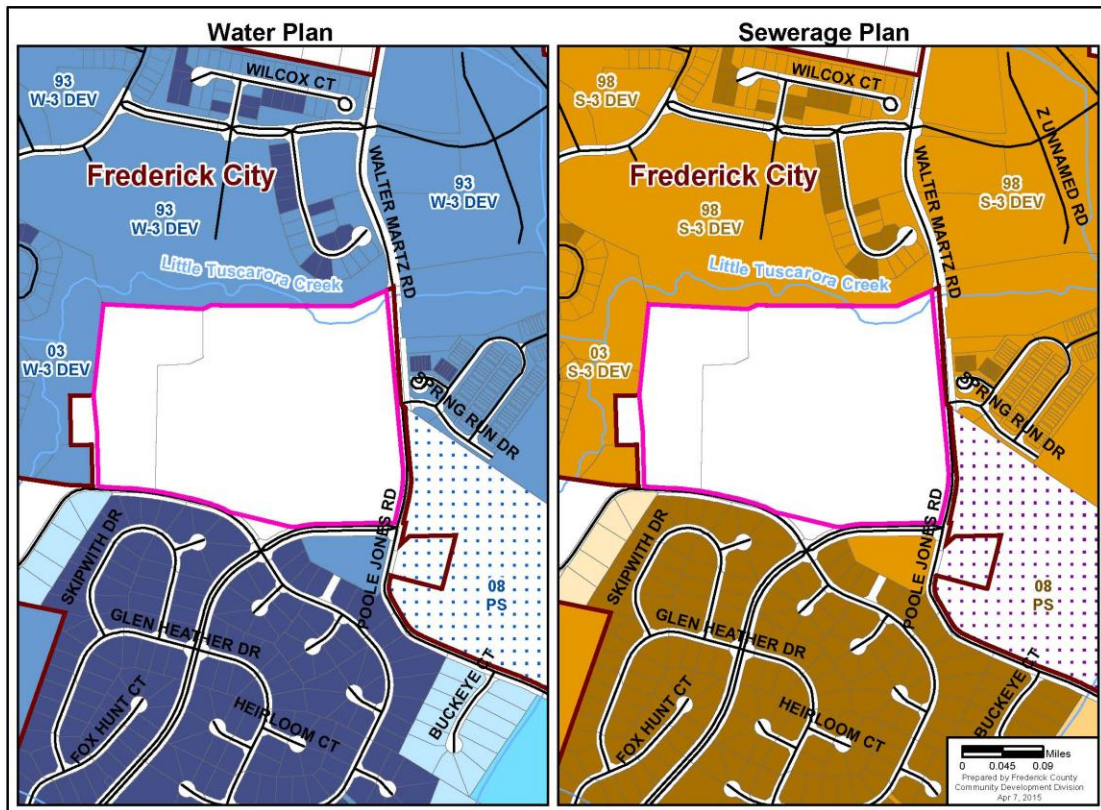 Water Plan
93
W-3 DEV
WILCOX CT
Frederick City
93
W-3 DEV
93
W-3 DEV
WALTER MARTZ RD
Little Tuscarora Creek
03
W-3 DEV
SPRING RUN DR
SKIPWITH DR
POOLE JONES RD
08
PS
GLEN HEATHER DR
FOX HUNT CT
HEIRLOOM CT
BUCKEYE CT
Sewerage Plan
98
S-3 DEV
WILCOX CT
Z UNNAMED RD
Frederick City
98
S-3 DEV
98
S-3 DEV
WALTER MARTZ RD
Little Tuscarora Creek
03
S-3 DEV
SPRING RUN DR
SKIPWITH DR
POOLE JONES RD
08
PS
GLEN HEATHER DR
FOX HUNT CT
HEIRLOOM CT
BUCKEYE CT
Miles
0 0.045 0.09
Prepared by Frederick County
Community Development Division
Apr 7, 2015